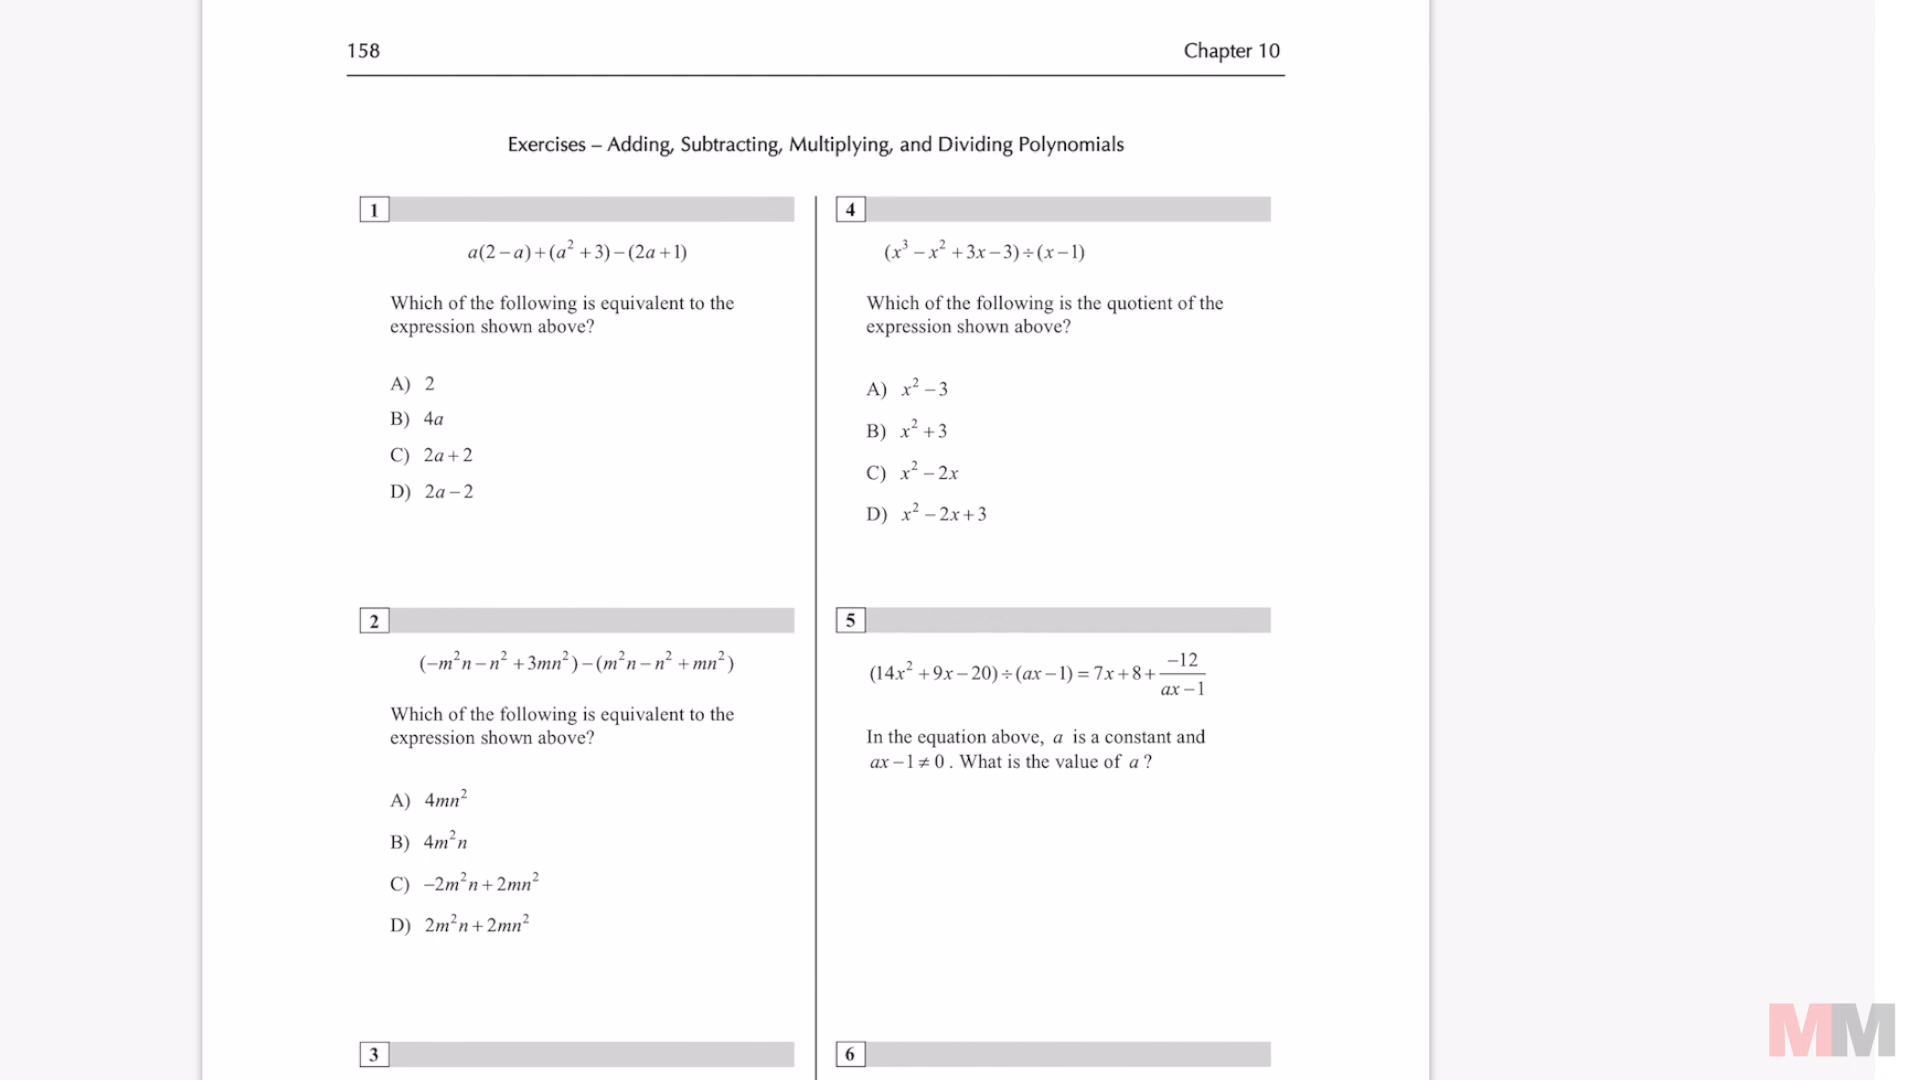 158
Chapter 10
Exercises – Adding, Subtracting, Multiplying, and Dividing Polynomials
1
a(2−a)+(a²+3)−(2a+1)
Which of the following is equivalent to the
expression shown above?
A) 2
B) 4a
C) 2a+2
D) 2a−2
2
(−m²n−n²+3mn²)−(m²n−n²+mn²)
Which of the following is equivalent to the
expression shown above?
A) 4mn²
B) 4m²n
C) −2m²n+2mn²
D) 2m²n+2mn²
3
4
(x³−x²+3x−3)÷(x−1)
Which of the following is the quotient of the
expression shown above?
A) x²−3
B) x²+3
C) x²−2x
D) x²−2x+3
5
(14x²+9x−20)÷(ax−1)=7x+8+−12/ax−1
In the equation above, a is a constant and
ax−1≠0. What is the value of a?
6
MM